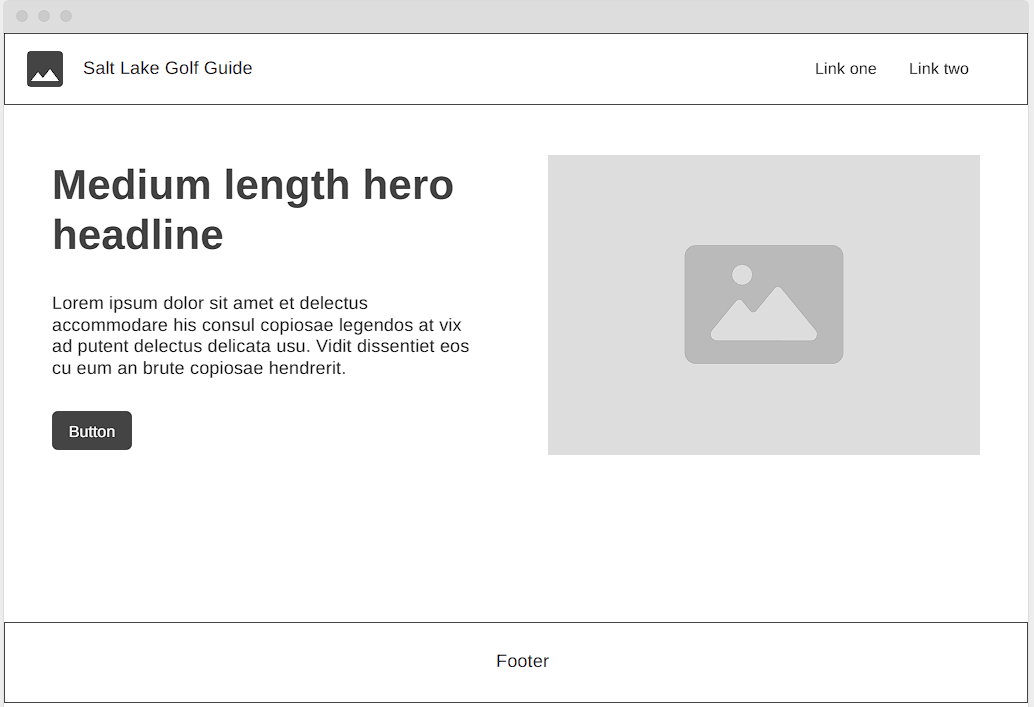 Salt Lake Golf Guide
Link one
Link two
Medium length hero
headline
Lorem ipsum dolor sit amet et delectus
accommodare his consul copiosae legendos at vix
ad putent delectus delicata usu. Vidit dissentiet eos
cu eum an brute copiosae hendrerit.
Button
Footer